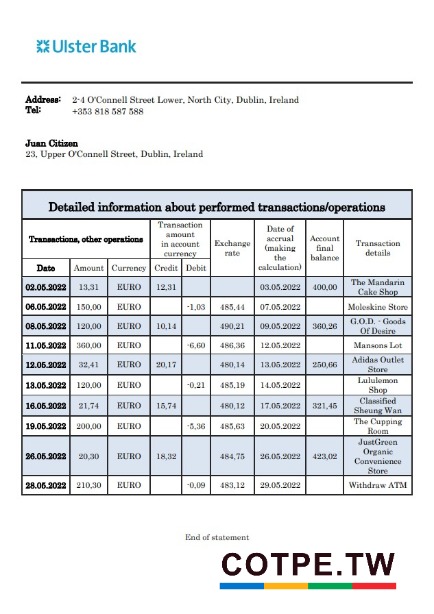 Ulster Bank
Address: 2-4 O'Connell Street Lower, North City, Dublin, Ireland
Tel: +353 818 587 588
Juan Citizen
23, Upper O'Connell Street, Dublin, Ireland
Detailed information about performed transactions/operations
Transactions, other operations
Transaction
amount
in account
currency
Exchange
rate
Date of
accrual
(making
the
calculation)
Account
final
balance
Transaction
details
Date Amount Currency Credit Debit
02.05.2022 13,31 EURO 12,31 03.05.2022 400,00 The Mandarin
Cake Shop
06.05.2022 150,00 EURO -1,03 485,44 07.05.2022 Moleskine Store
08.05.2022 120,00 EURO 10,14 490,21 09.05.2022 360,26 G.O.D. - Goods
Of Desire
11.05.2022 360,00 EURO -6,60 486,36 12.05.2022 Mansons Lot
12.05.2022 32,41 EURO 20,17 480,14 13.05.2022 250,66 Adidas Outlet
Store
13.05.2022 120,00 EURO -0,21 485,19 14.05.2022 Lululemon
Shop
16.05.2022 21,74 EURO 15,74 480,12 17.05.2022 321,45 Classified
Sheung Wan
19.05.2022 200,00 EURO -5,36 485,63 20.05.2022 The Cupping
Room
26.05.2022 20,30 EURO 18,32 484,75 26.05.2022 423,02 JustGreen
Organic
Convenience
Store
28.05.2022 210,30 EURO -0,09 483,12 29.05.2022 Withdraw ATM
End of statement
COTPE.TW